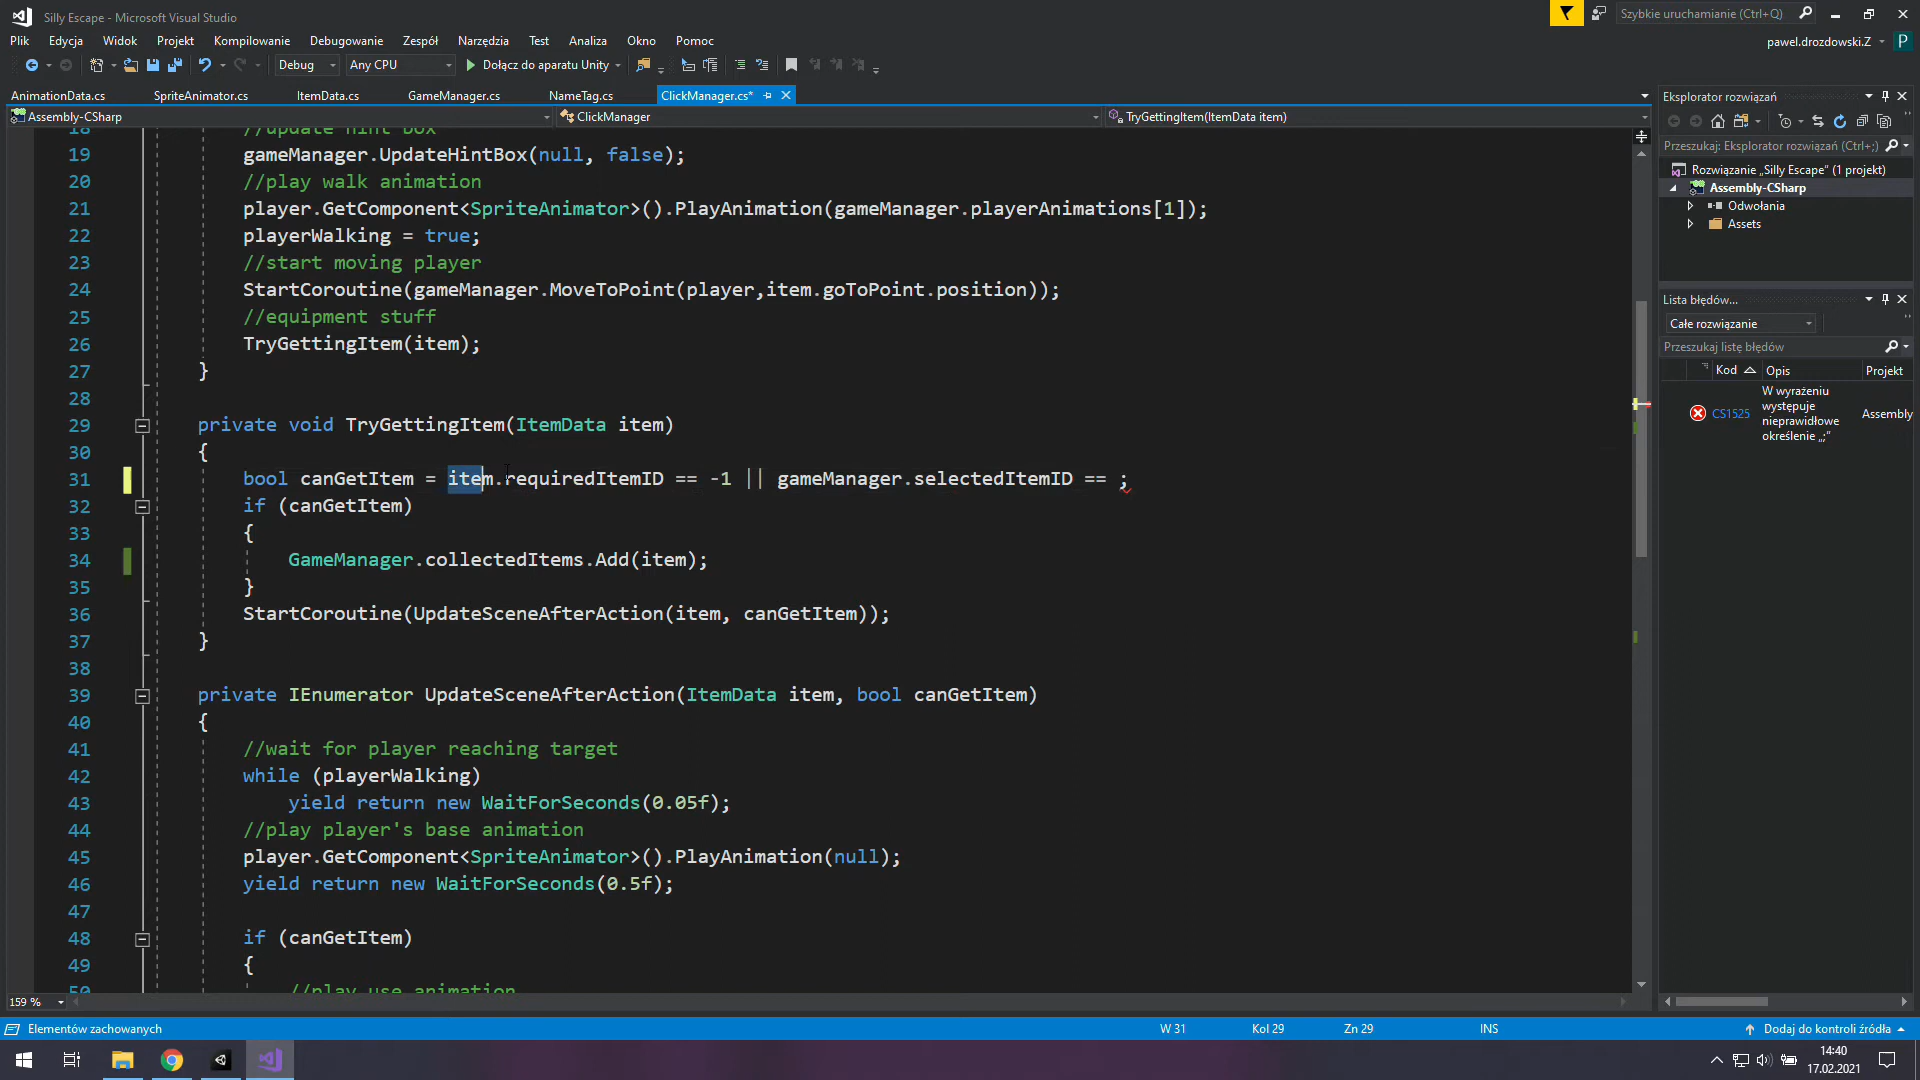 Silly Escape - Microsoft Visual Studio
Szybkie uruchamianie (Ctrl+Q)
Plik Edycja Widok Projekt Kompilowanie Debugowanie Zespół Narzędzia Test Analiza Okno Pomoc
pawel.drozdowski.Z P
Debug Any CPU Dołącz do aparatu Unity
AnimationData.cs SpriteAnimator.cs ItemData.cs GameManager.cs NameTag.cs ClickManager.cs*
Assembly-CSharp ClickManager TryGettingItem(ItemData item)
18 //update hint box
19 gameManager.UpdateHintBox(null, false);
20 //play walk animation
21 player.GetComponent<SpriteAnimator>().PlayAnimation(gameManager.playerAnimations[1]);
22 playerWalking = true;
23 //start moving player
24 StartCoroutine(gameManager.MoveToPoint(player,item.goToPoint.position));
25 //equipment stuff
26 TryGettingItem(item);
27 }
28
29 private void TryGettingItem(ItemData item)
30 {
31 bool canGetItem = item.requiredItemID == -1 || gameManager.selectedItemID == ;
32 if (canGetItem)
33 {
34 GameManager.collectedItems.Add(item);
35 }
36 StartCoroutine(UpdateSceneAfterAction(item, canGetItem));
37 }
38
39 private IEnumerator UpdateSceneAfterAction(ItemData item, bool canGetItem)
40 {
41 //wait for player reaching target
42 while (playerWalking)
43 yield return new WaitForSeconds(0.05f);
44 //play player's base animation
45 player.GetComponent<SpriteAnimator>().PlayAnimation(null);
46 yield return new WaitForSeconds(0.5f);
47
48 if (canGetItem)
49 {
50 //play use animation
159 %
Eksplorator rozwiązań
Przeszukaj: Eksplorator rozwiązań (Ctrl+;)
Rozwiązanie „Silly Escape” (1 projekt)
Assembly-CSharp
Odwołania
Assets
Lista błędów...
Całe rozwiązanie
Przeszukaj listę błędów
Kod Opis Projekt
CS1525 W wyrażeniu występuje nieprawidłowe określenie „;” Assembly
Elementów zachowanych W 31 Kol 29 Zn 29 INS Dodaj do kontroli źródła
14:40
17.02.2021